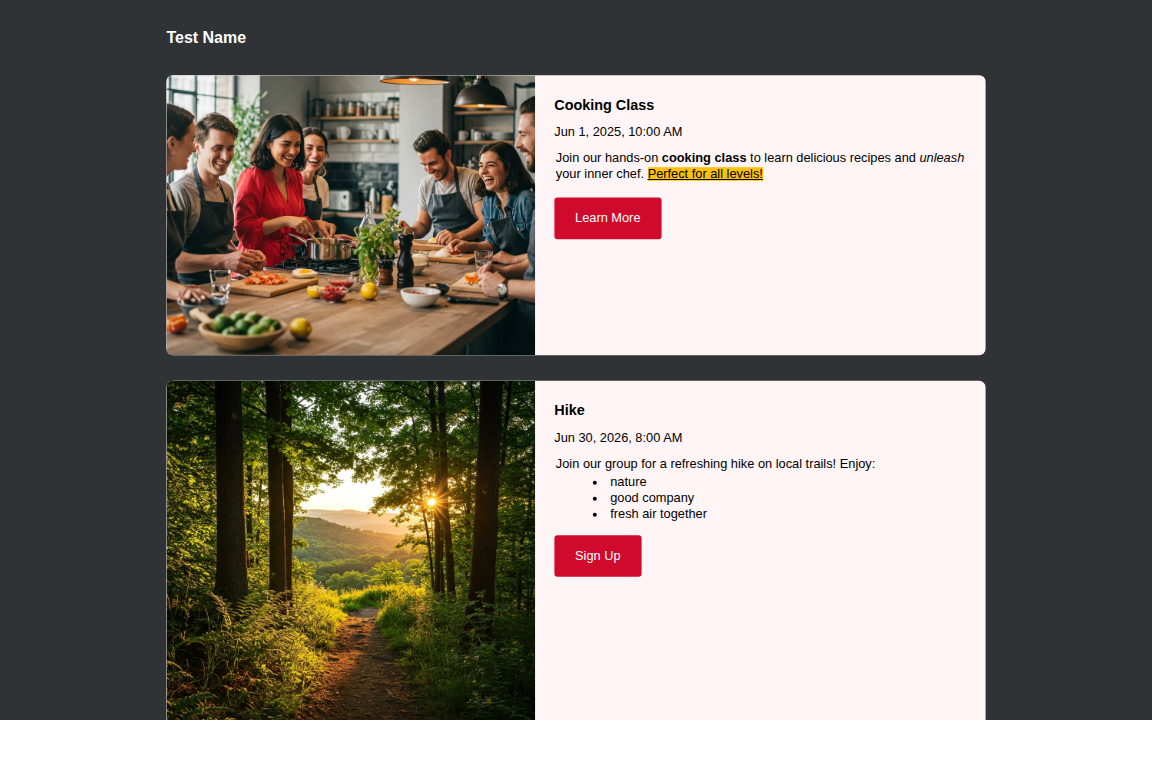 Test Name
Cooking Class
Jun 1, 2025, 10:00 AM
Join our hands-on cooking class to learn delicious recipes and unleash
your inner chef. Perfect for all levels!
Learn More
Hike
Jun 30, 2026, 8:00 AM
Join our group for a refreshing hike on local trails! Enjoy:
• nature
• good company
• fresh air together
Sign Up